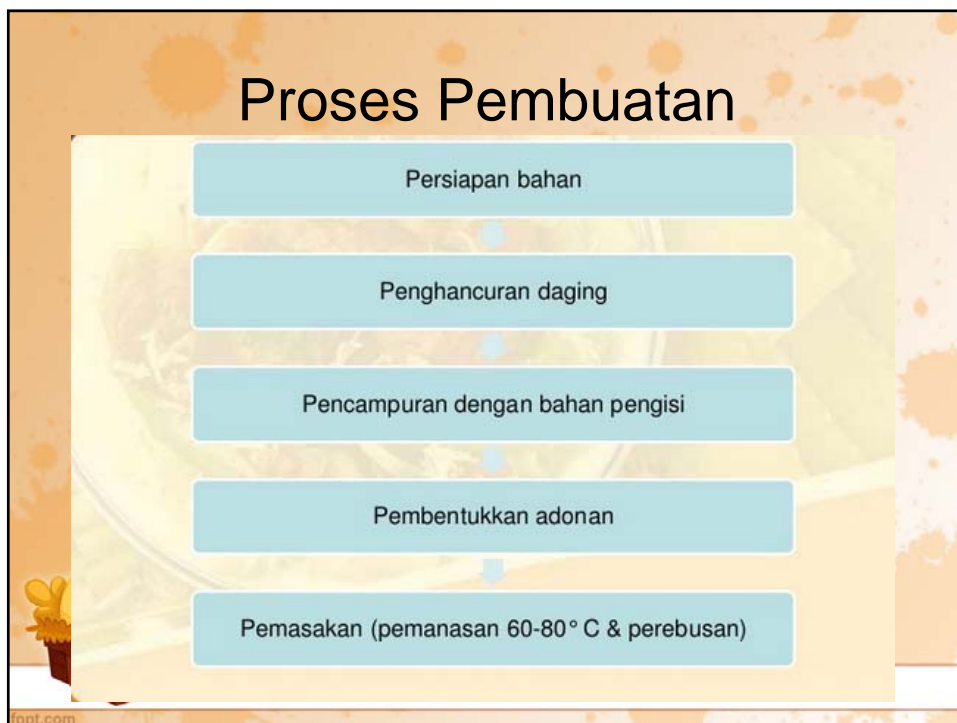 Proses Pembuatan
Persiapan bahan
Penghancuran daging
Pencampuran dengan bahan pengisi
Pembentukkan adonan
Pemasakan (pemanasan 60-80° C & perebusan)
fppt.com